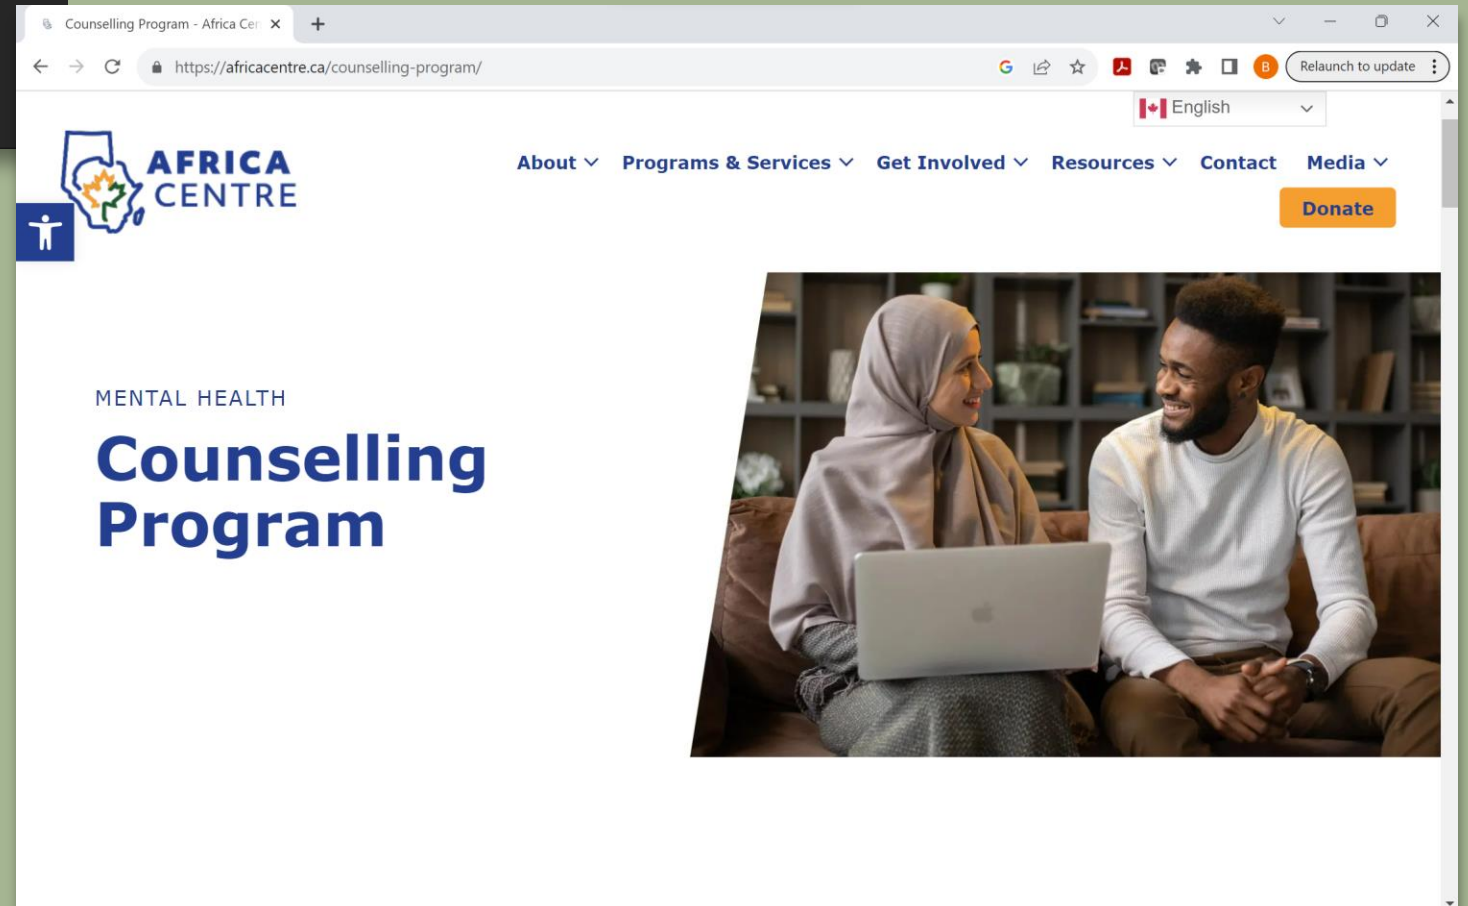 Counselling Program - Africa Cen
https://africacentre.ca/counselling-program/
B
Relaunch to update
English
AFRICA
CENTRE
About Programs & Services Get Involved Resources Contact Media
Donate
MENTAL HEALTH
Counselling
Program